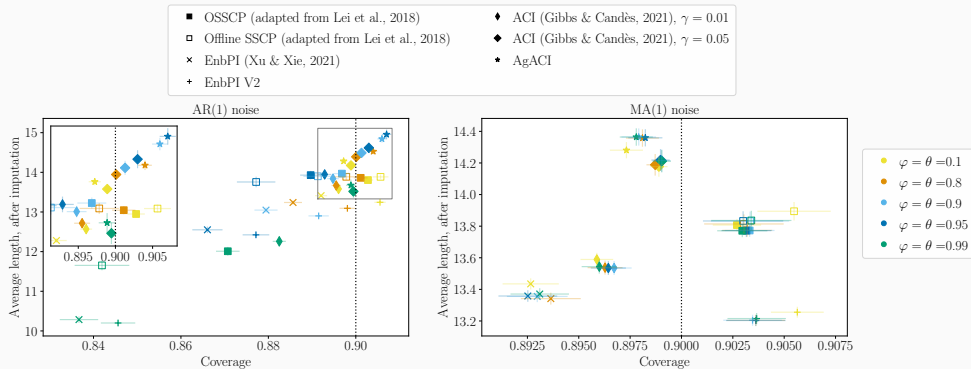 OSSCP (adapted from Lei et al., 2018)
Offline SSCP (adapted from Lei et al., 2018)
EnbPI (Xu & Xie, 2021)
EnbPI V2
ACI (Gibbs & Candès, 2021), γ = 0.01
ACI (Gibbs & Candès, 2021), γ = 0.05
AgACI
AR(1) noise
Average length, after imputation
15
14
13
12
11
10
0.895 0.900 0.905
0.84 0.86 0.88 0.90
Coverage
MA(1) noise
Average length, after imputation
14.4
14.2
14.0
13.8
13.6
13.4
13.2
0.8925 0.8950 0.8975 0.9000 0.9025 0.9050 0.9075
Coverage
φ = θ =0.1
φ = θ =0.8
φ = θ =0.9
φ = θ =0.95
φ = θ =0.99